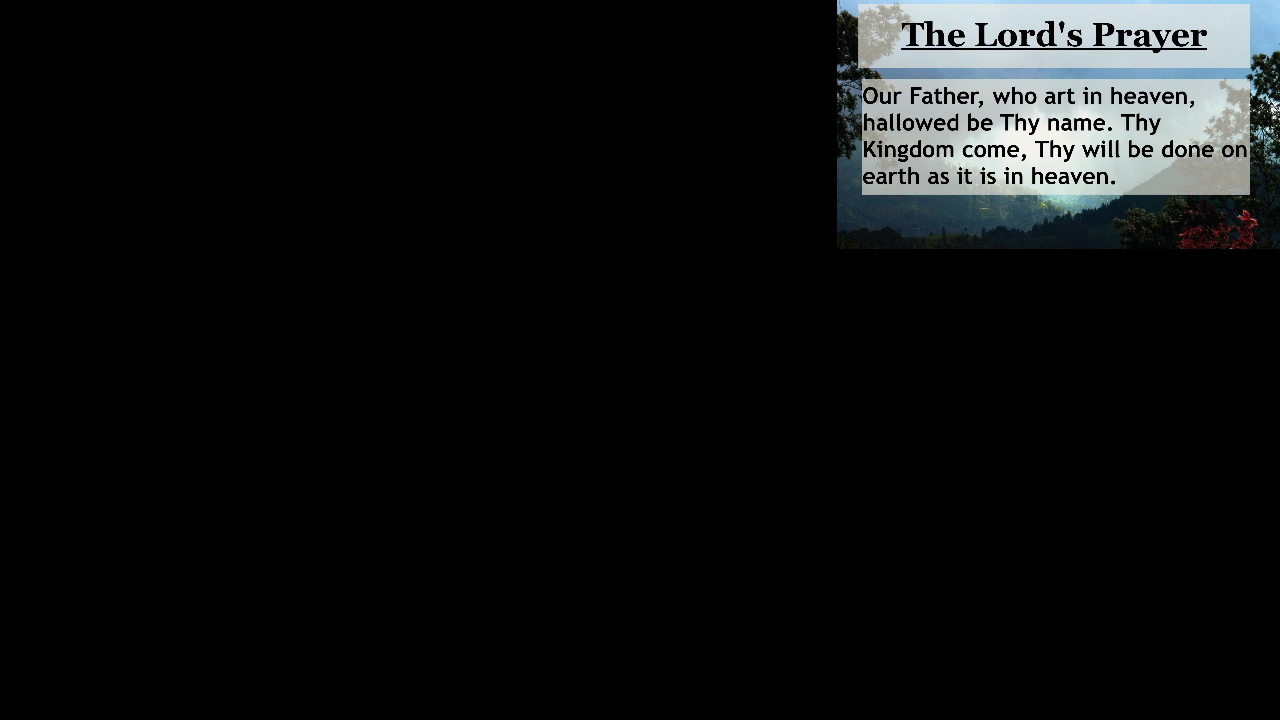 The Lord's Prayer
Our Father, who art in heaven,
hallowed be Thy name. Thy
Kingdom come, Thy will be done on
earth as it is in heaven.